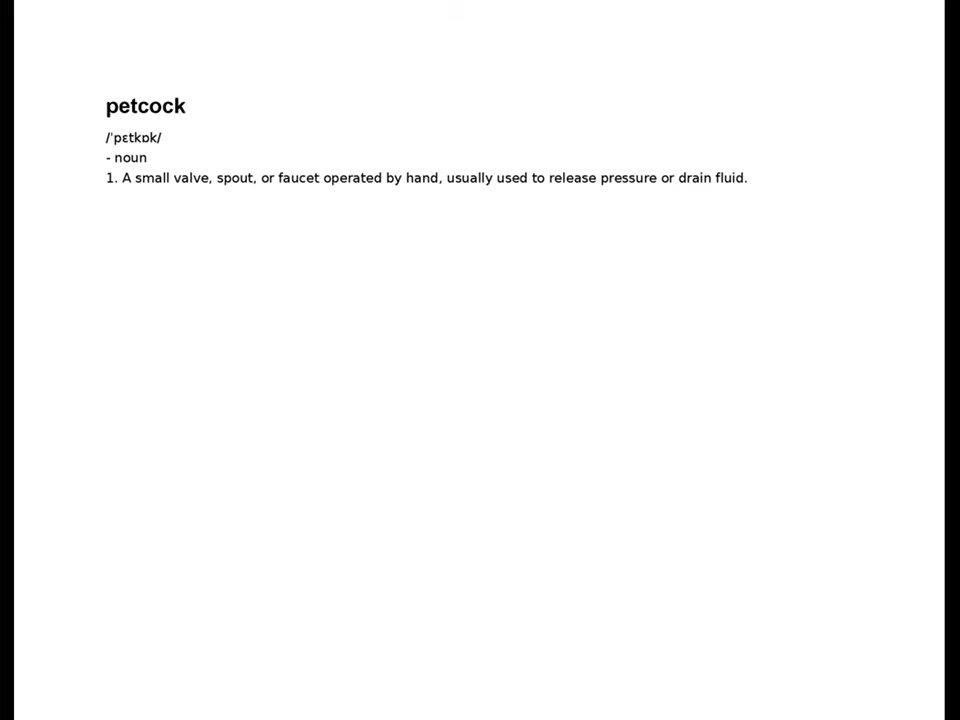 petcock
/ˈpɛtkɒk/
- noun
1. A small valve, spout, or faucet operated by hand, usually used to release pressure or drain fluid.